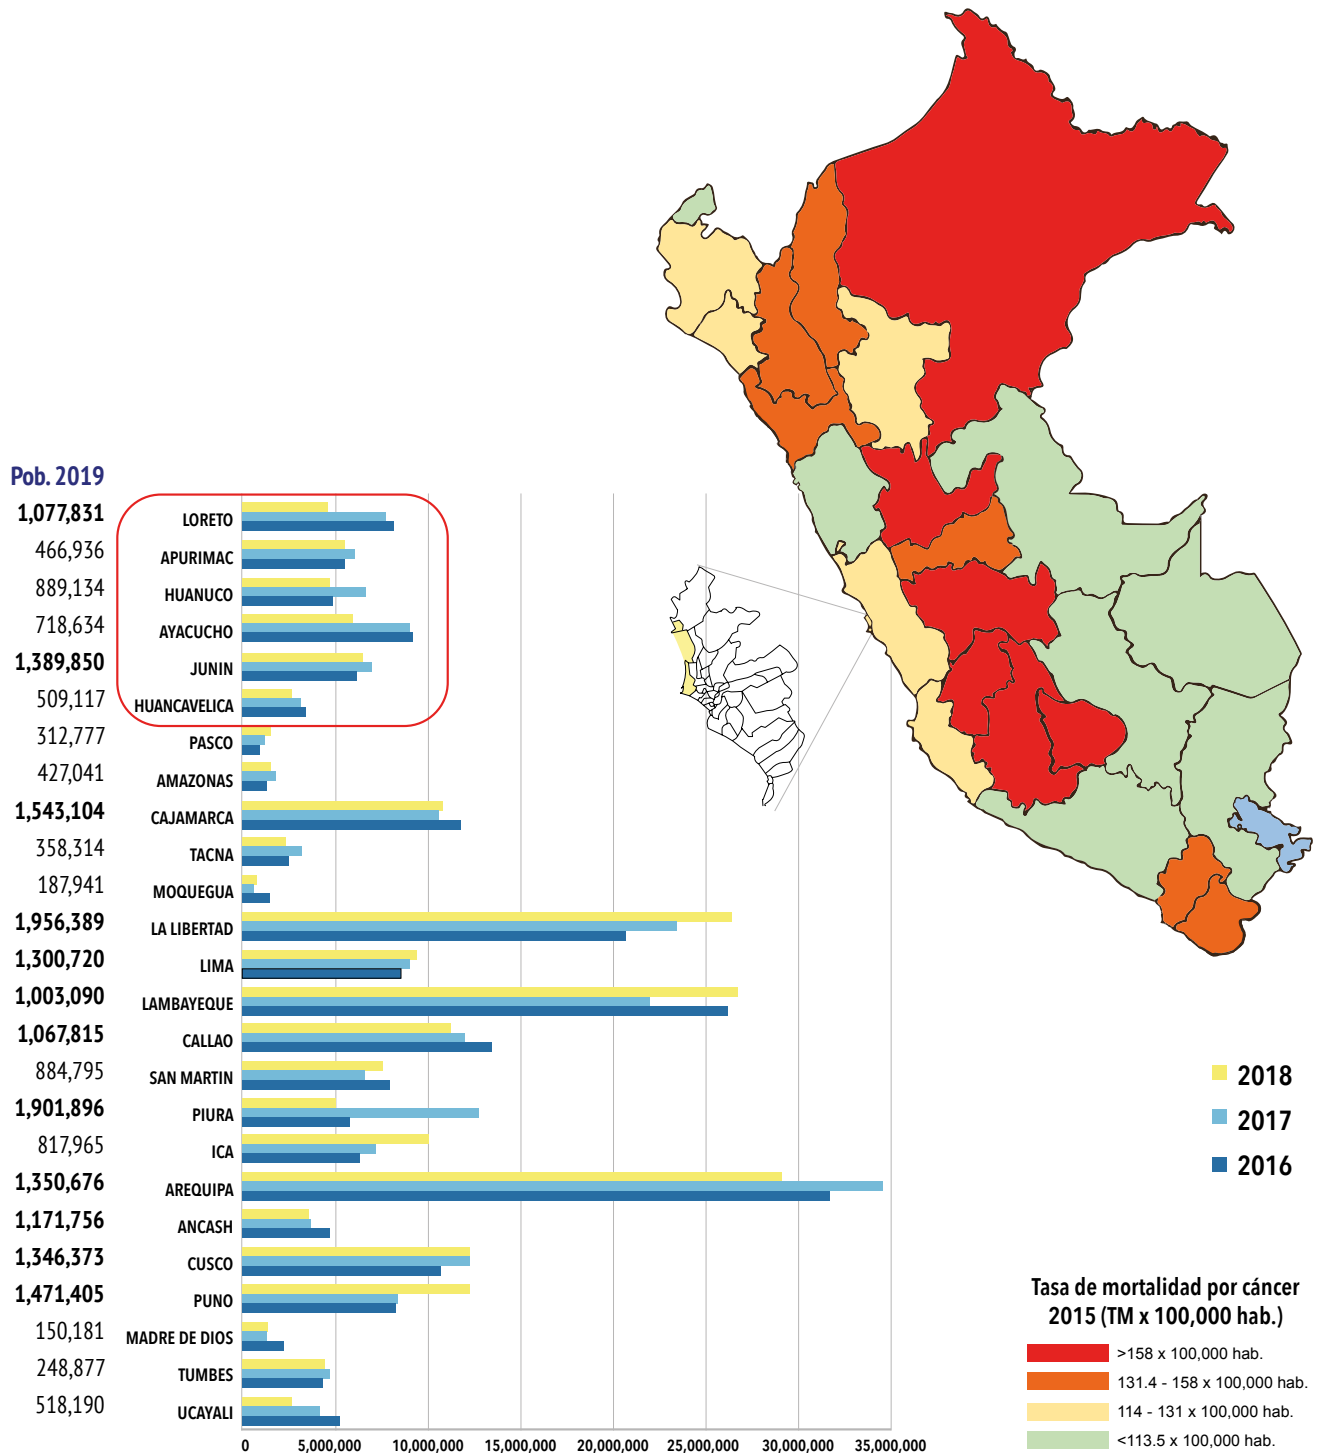 Pob. 2019
1,077,831 LORETO
466,936 APURIMAC
889,134 HUANUCO
718,634 AYACUCHO
1,389,850 JUNIN
509,117 HUANCAVELICA
312,777 PASCO
427,041 AMAZONAS
1,543,104 CAJAMARCA
358,314 TACNA
187,941 MOQUEGUA
1,956,389 LA LIBERTAD
1,300,720 LIMA
1,003,090 LAMBAYEQUE
1,067,815 CALLAO
884,795 SAN MARTIN
1,901,896 PIURA
817,965 ICA
1,350,676 AREQUIPA
1,171,756 ANCASH
1,346,373 CUSCO
1,471,405 PUNO
150,181 MADRE DE DIOS
248,877 TUMBES
518,190 UCAYALI
0 5,000,000 10,000,000 15,000,000 20,000,000 25,000,000 30,000,000 35,000,000
2018
2017
2016
Tasa de mortalidad por cáncer
2015 (TM x 100,000 hab.)
>158 x 100,000 hab.
131.4 - 158 x 100,000 hab.
114 - 131 x 100,000 hab.
<113.5 x 100,000 hab.